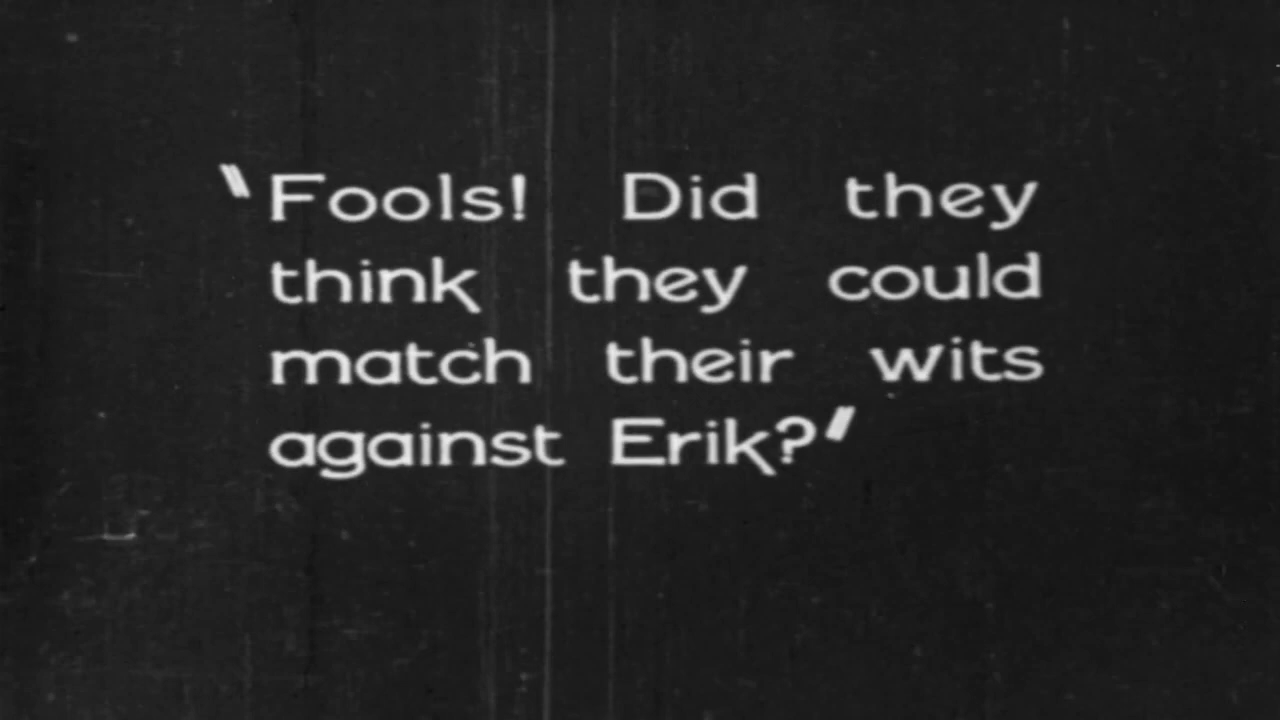 "Fools! Did they
think they could
match their wits
against Erik?"